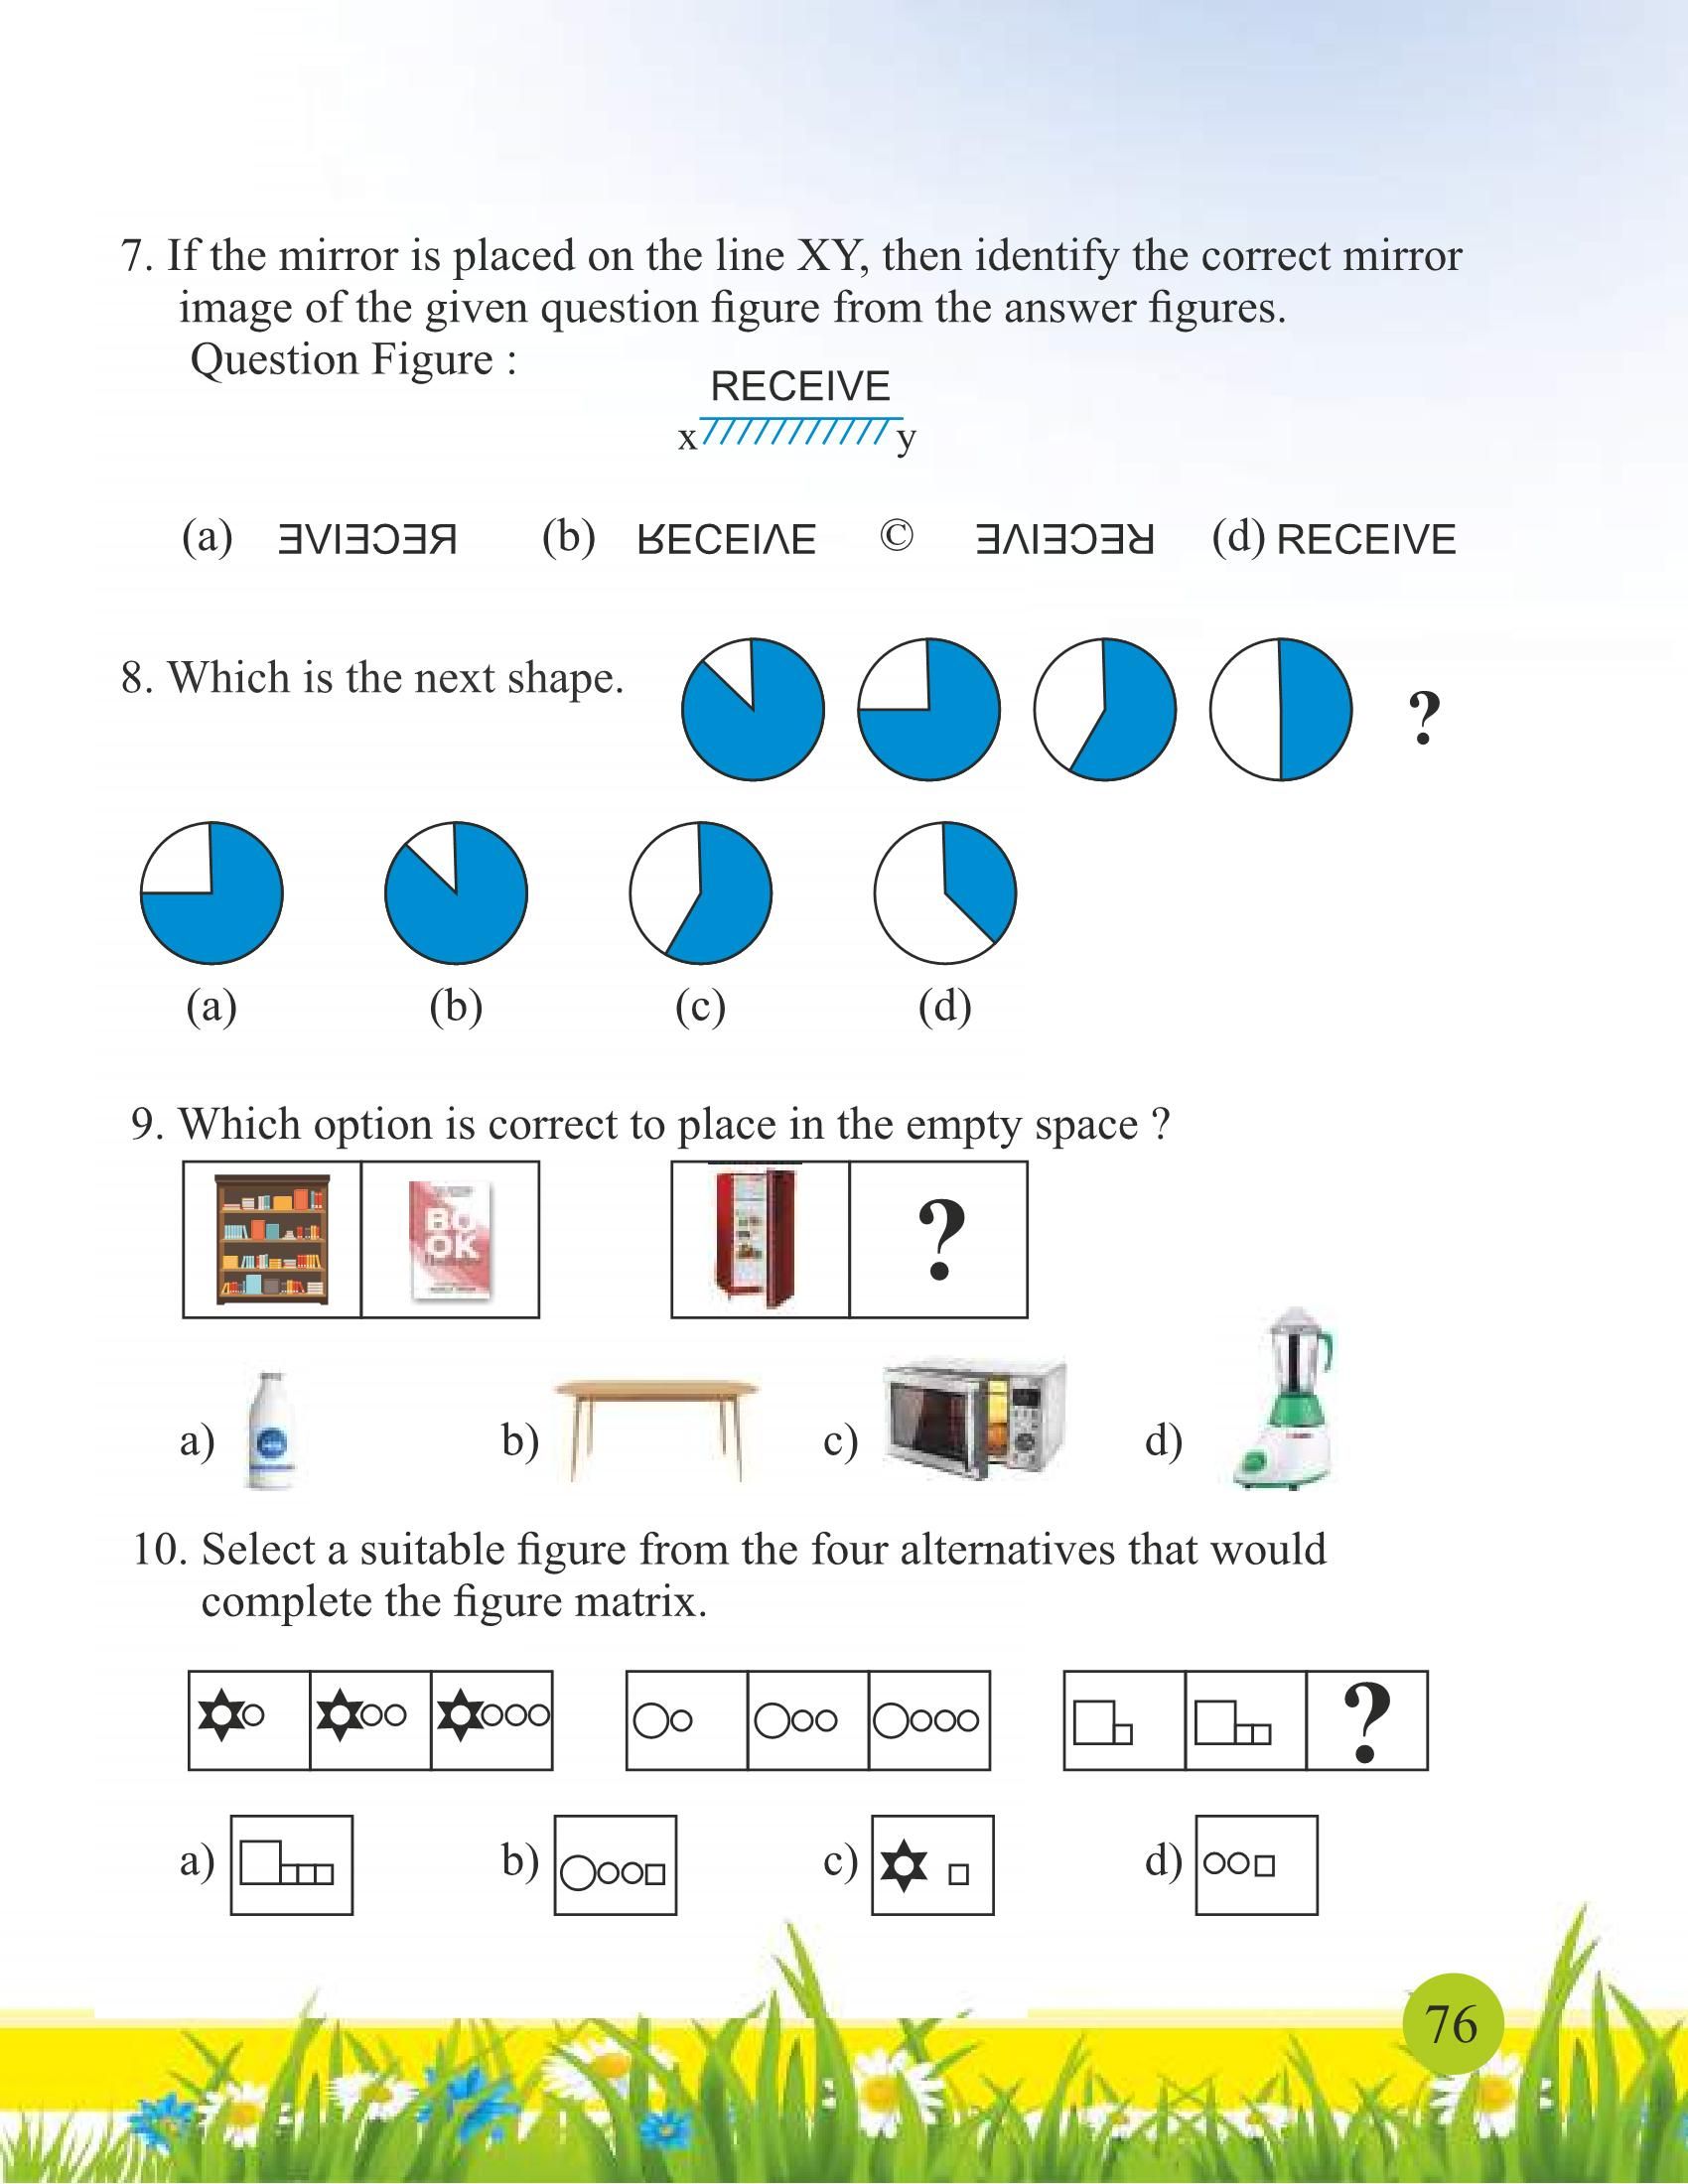 7. If the mirror is placed on the line XY, then identify the correct mirror
image of the given question figure from the answer figures.
Question Figure :
RECEIVE
x y
(a) RECEIVE (b) RECEIVE © RECEIVE (d) RECEIVE
8. Which is the next shape.
?
(a) (b) (c) (d)
9. Which option is correct to place in the empty space ?
BO
OK
?
a) b) c) d)
10. Select a suitable figure from the four alternatives that would
complete the figure matrix.
?
a) b) c) d)
76